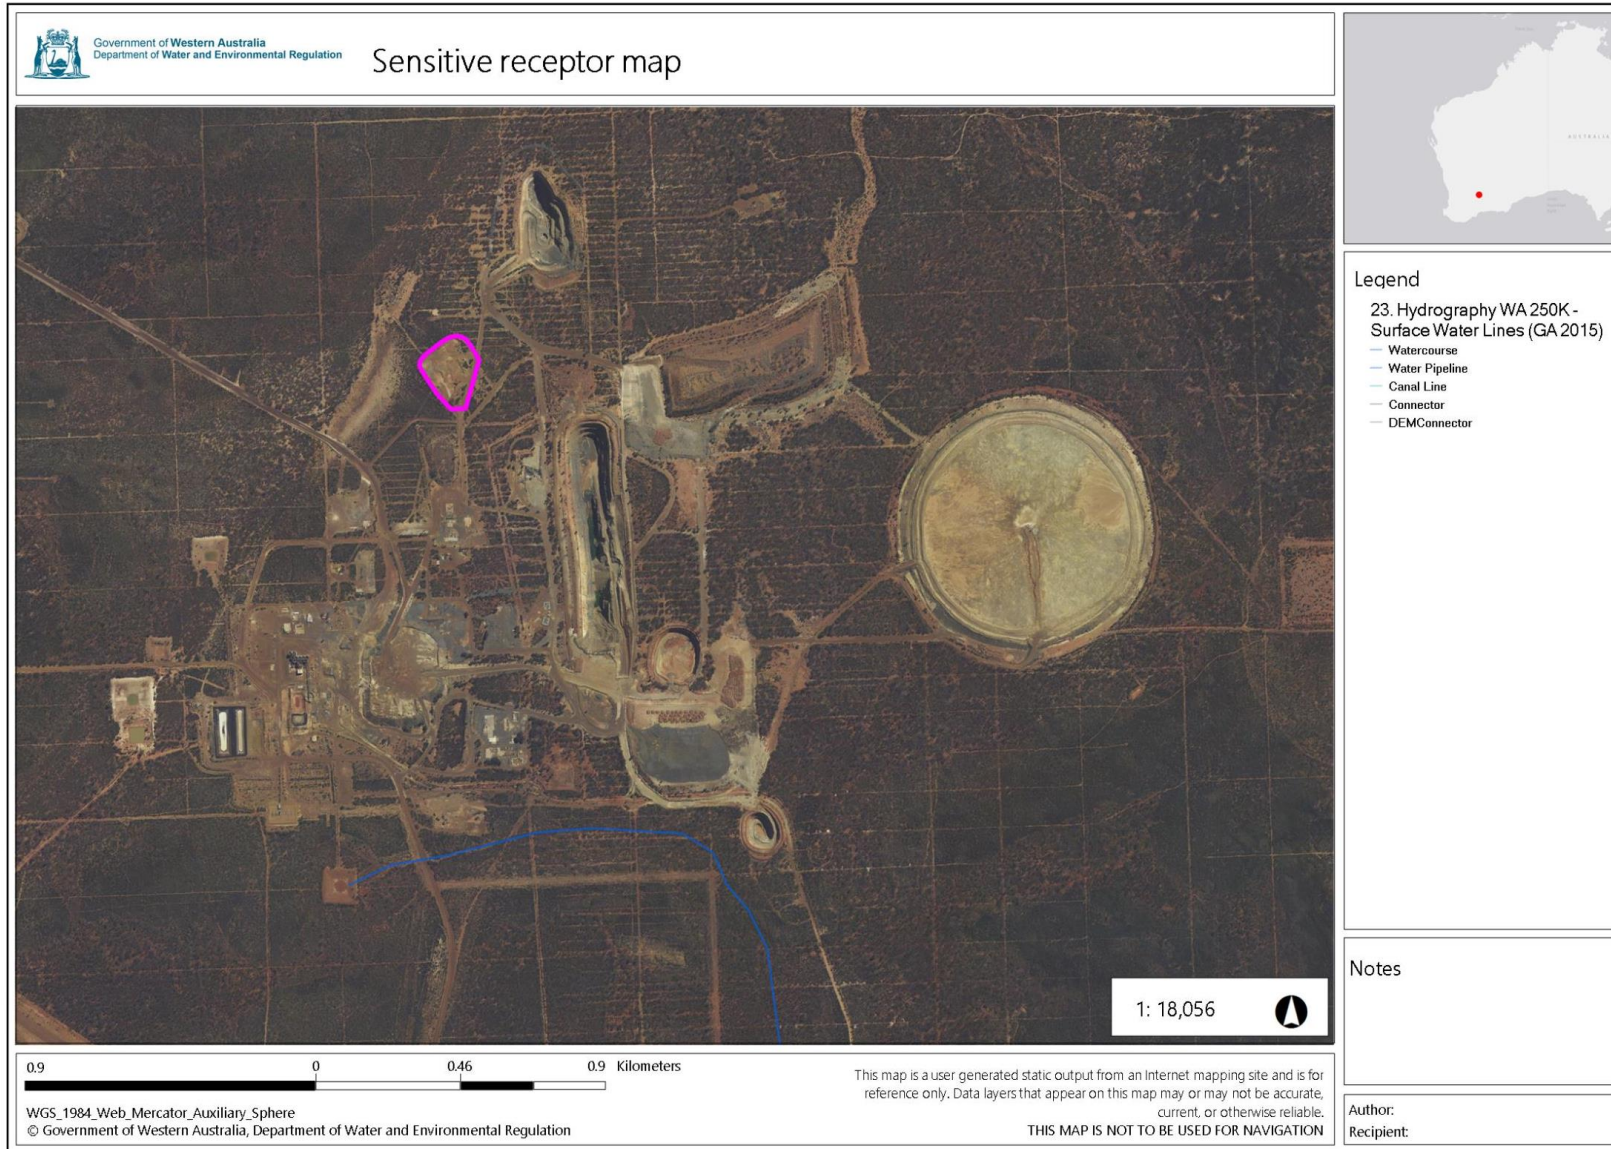 Government of Western Australia
Department of Water and Environmental Regulation
Sensitive receptor map
AUSTRALIA
Legend
23. Hydrography WA 250K -
Surface Water Lines (GA 2015)
Watercourse
Water Pipeline
Canal Line
Connector
DEMConnector
1: 18,056
Notes
0.9 0 0.46 0.9 Kilometers
WGS_1984_Web_Mercator_Auxiliary_Sphere
© Government of Western Australia, Department of Water and Environmental Regulation
This map is a user generated static output from an Internet mapping site and is for
reference only. Data layers that appear on this map may or may not be accurate,
current, or otherwise reliable.
THIS MAP IS NOT TO BE USED FOR NAVIGATION
Author:
Recipient: